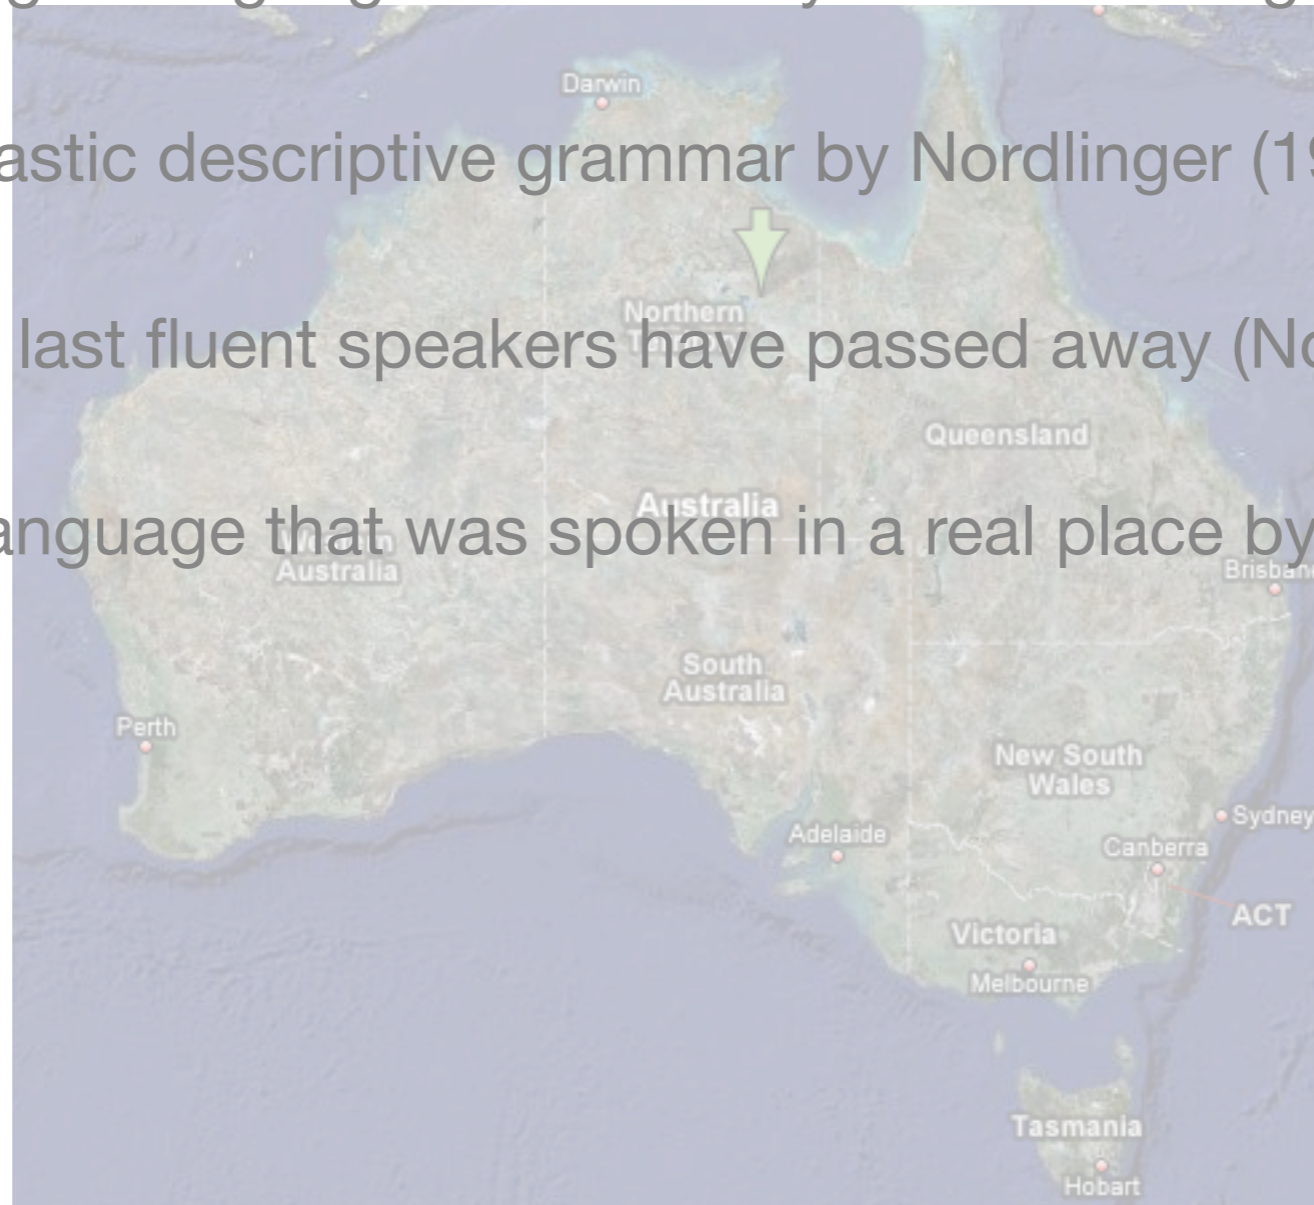 Darwin
astic descriptive grammar by Nordlinger (19
Northern
last fluent speakers have passed away (No
Queensland
Australia
anguage that was spoken in a real place by
Australia
Brisban
South
Australia
Perth
New South
Wales
Sydney
Adelaide
Canberra
ACT
Victoria
Melbourne
Tasmania
Hobart